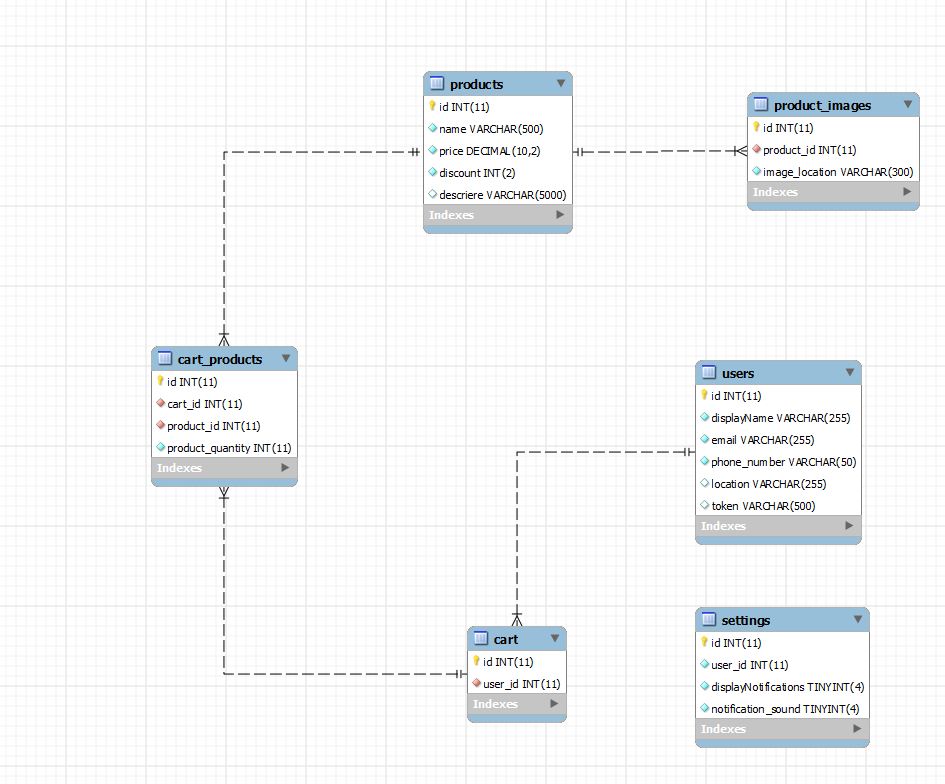 products
id INT(11)
name VARCHAR(500)
price DECIMAL(10,2)
discount INT(2)
descriere VARCHAR(5000)
Indexes
product_images
id INT(11)
product_id INT(11)
image_location VARCHAR(300)
Indexes
cart_products
id INT(11)
cart_id INT(11)
product_id INT(11)
product_quantity INT(11)
Indexes
users
id INT(11)
displayName VARCHAR(255)
email VARCHAR(255)
phone_number VARCHAR(50)
location VARCHAR(255)
token VARCHAR(500)
Indexes
cart
id INT(11)
user_id INT(11)
Indexes
settings
id INT(11)
user_id INT(11)
displayNotifications TINYINT(4)
notification_sound TINYINT(4)
Indexes